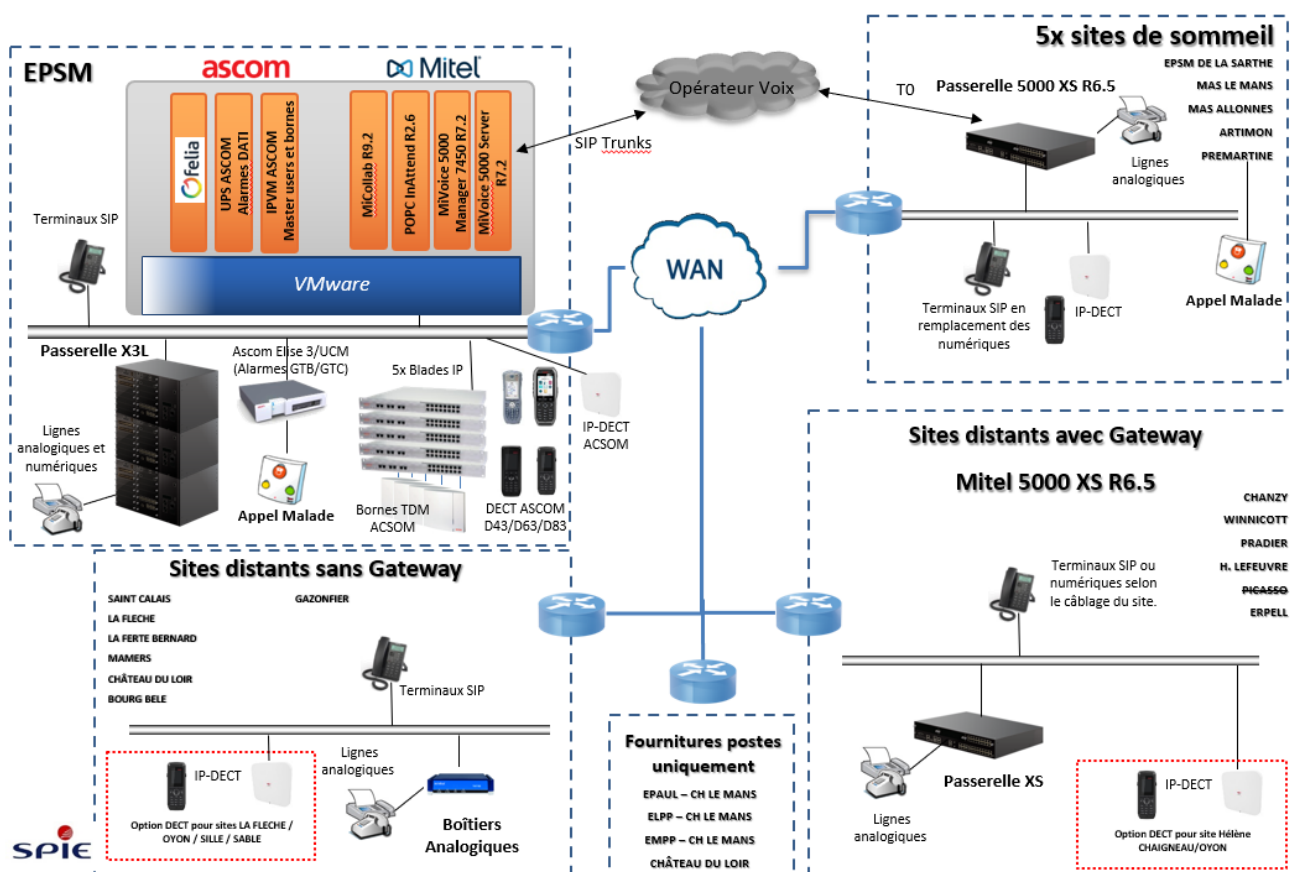 EPSM
ascom
Mitel
felia
UPS ASCOM
Alarmes DATI
IPVM ASCOM
Master users et bornes
MiCollab R9.2
POPC InAttend R2.6
MiVoice 5000
Manager 7450 R7.2
MiVoice 5000 Server
R7.2
VMware
Terminaux SIP
Passerelle X3L
Ascom Elise 3/UCM
(Alarmes GTB/GTC)
5x Blades IP
IP-DECT
ACSOM
Lignes
analogiques et
numériques
Appel Malade
Bornes TDM
ACSOM
DECT ASCOM
D43/D63/D83
Opérateur Voix
SIP Trunks
T0
WAN
5x sites de sommeil
EPSM DE LA SARTHE
MAS LE MANS
MAS ALLONNES
ARTIMON
PREMARTINE
Passerelle 5000 XS R6.5
Lignes
analogiques
Terminaux SIP en
remplacement des
numériques
IP-DECT
Appel Malade
Sites distants sans Gateway
SAINT CALAIS
LA FLECHE
LA FERTE BERNARD
MAMERS
CHÂTEAU DU LOIR
BOURG BELE
GAZONFIER
Terminaux SIP
IP-DECT
Option DECT pour sites LA FLECHE /
OYON / SILLE / SABLE
Lignes
analogiques
Boîtiers
Analogiques
SPIE
Fournitures postes
uniquement
EPAUL – CH LE MANS
ELPP – CH LE MANS
EMPP – CH LE MANS
CHÂTEAU DU LOIR
Sites distants avec Gateway
Mitel 5000 XS R6.5
CHANZY
WINNICOTT
PRADIER
H. LEFEUVRE
PICASSO
ERPELL
Terminaux SIP ou
numériques selon
le câblage du site.
Passerelle XS
Lignes
analogiques
IP-DECT
Option DECT pour site Hélène
CHAIGNEAU/OYON